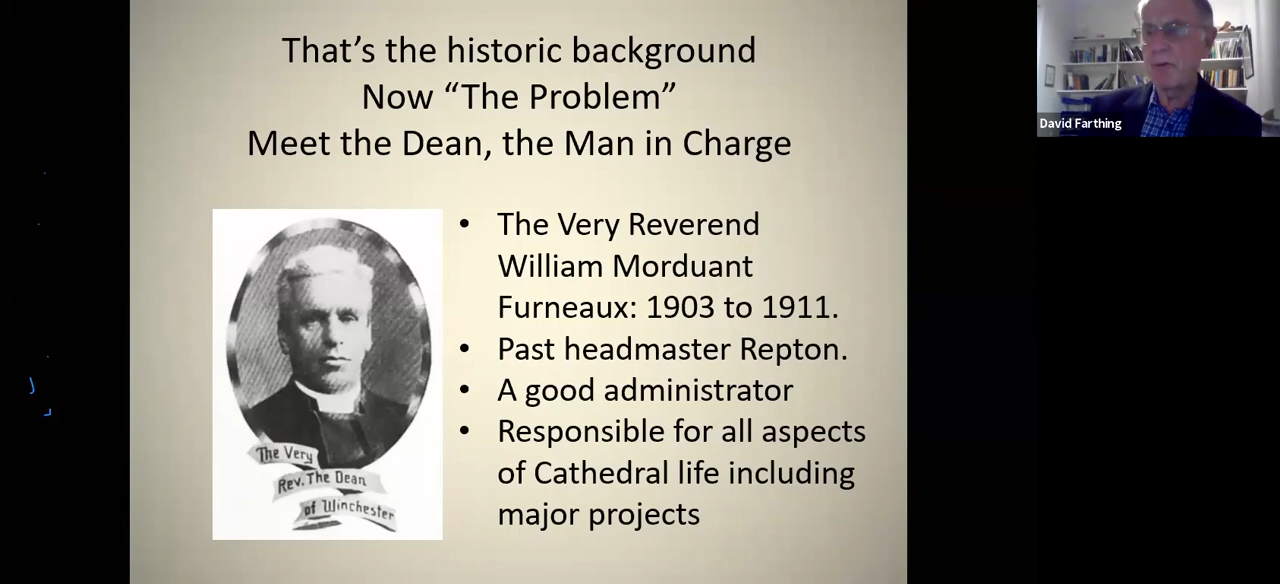 That’s the historic background
Now “The Problem”
Meet the Dean, the Man in Charge
• The Very Reverend
William Morduant
Furneaux: 1903 to 1911.
• Past headmaster Repton.
• A good administrator
• Responsible for all aspects
of Cathedral life including
major projects
The Very
Rev. The Dean
of Winchester
David Farthing